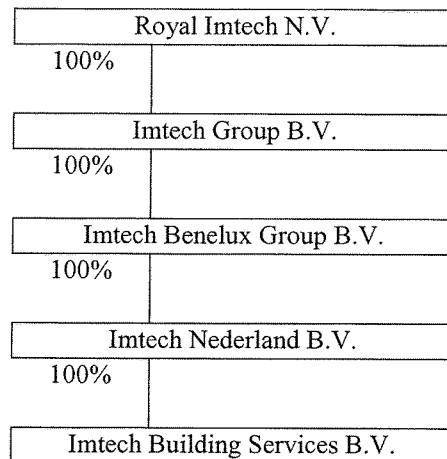 Royal Imtech N.V.
100%
Imtech Group B.V.
100%
Imtech Benelux Group B.V.
100%
Imtech Nederland B.V.
100%
Imtech Building Services B.V.